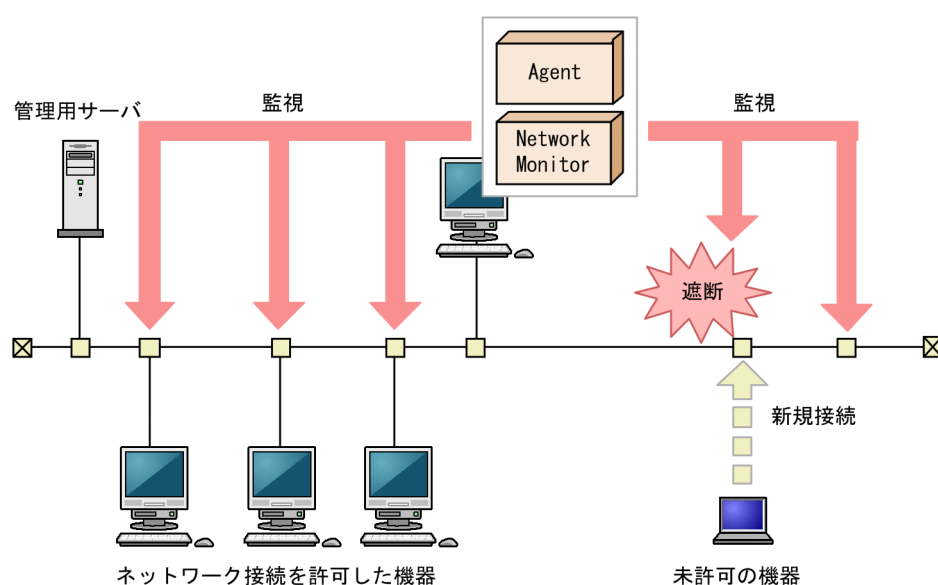 Agent
Network
Monitor
監視
監視
管理用サーバ
遮断
新規接続
ネットワーク接続を許可した機器
未許可の機器